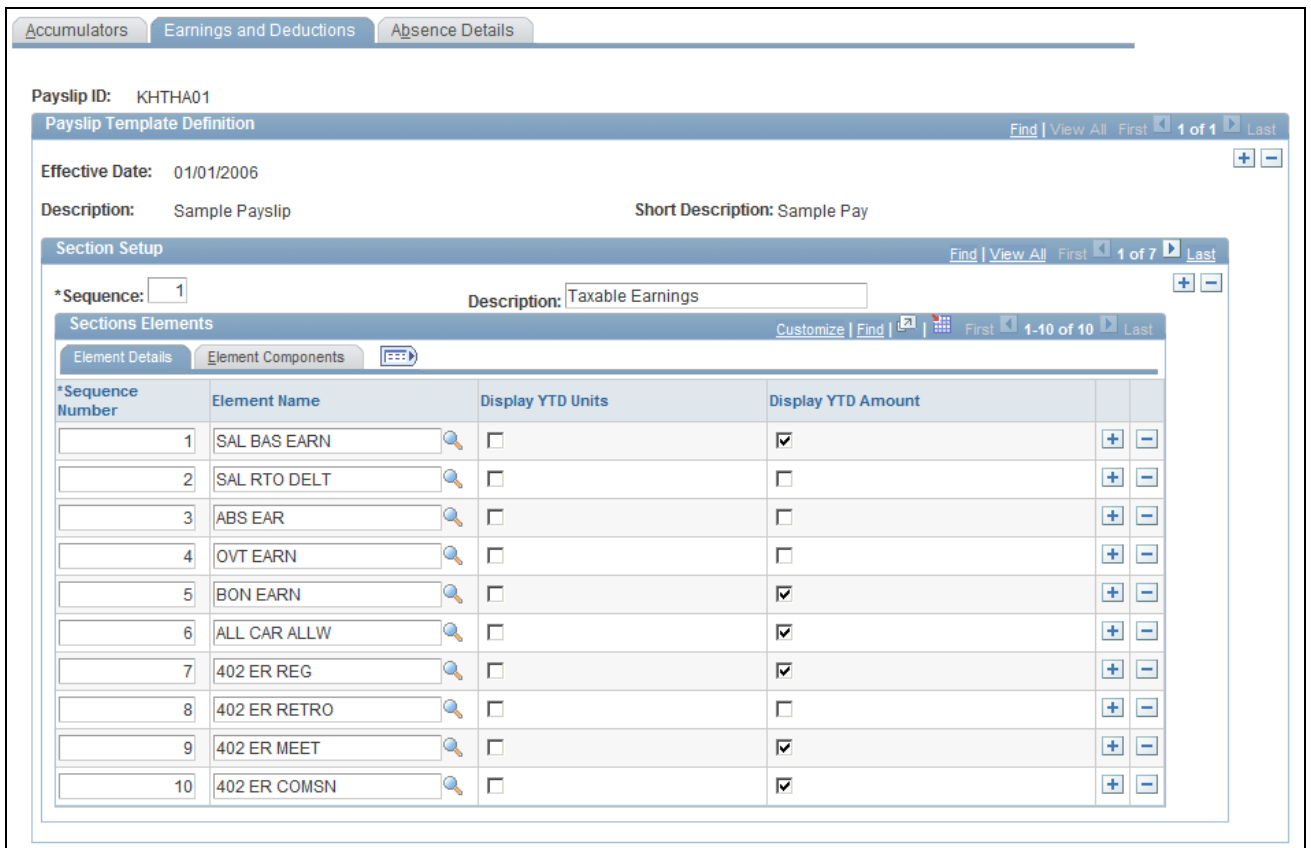 Accumulators Earnings and Deductions Absence Details
Payslip ID: KHTHA01
Payslip Template Definition Find | View All First 1 of 1 Last
Effective Date: 01/01/2006
Description: Sample Payslip Short Description: Sample Pay
Section Setup Find | View All First 1 of 7 Last
*Sequence: 1 Description: Taxable Earnings
Sections Elements Customize | Find | | First 1-10 of 10 Last
Element Details Element Components
*Sequence Number Element Name Display YTD Units Display YTD Amount
1 SAL BAS EARN
2 SAL RTO DELT
3 ABS EAR
4 OVT EARN
5 BON EARN
6 ALL CAR ALLW
7 402 ER REG
8 402 ER RETRO
9 402 ER MEET
10 402 ER COMSN